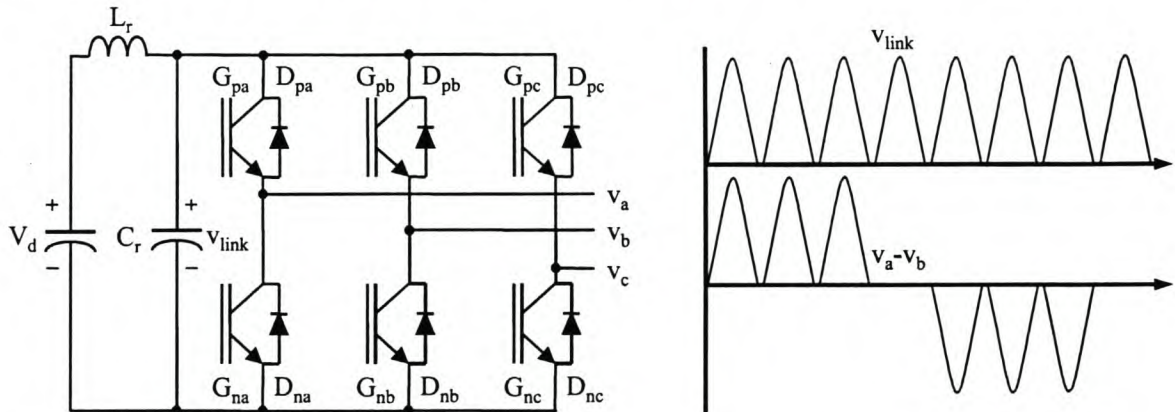 L_r
G_pa D_pa G_pb D_pb G_pc D_pc
+ +
V_d C_r v_link
− −
v_a
v_b
v_c
G_na D_na G_nb D_nb G_nc D_nc
v_link
v_a-v_b